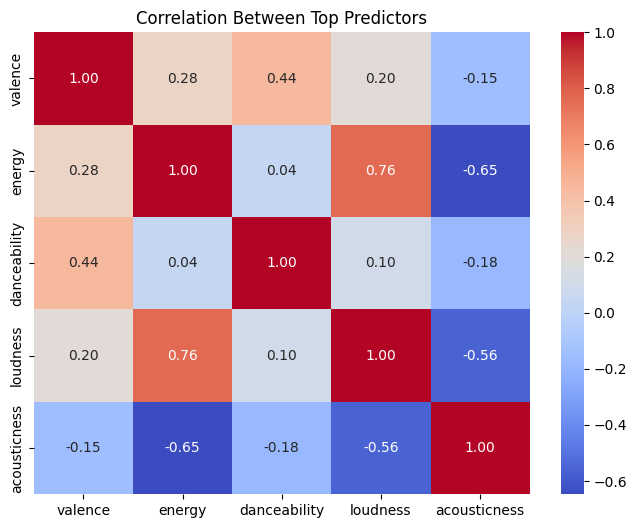 Correlation Between Top Predictors
valence 1.00 0.28 0.44 0.20 -0.15
energy 0.28 1.00 0.04 0.76 -0.65
danceability 0.44 0.04 1.00 0.10 -0.18
loudness 0.20 0.76 0.10 1.00 -0.56
acousticness -0.15 -0.65 -0.18 -0.56 1.00
valence energy danceability loudness acousticness
1.0
0.8
0.6
0.4
0.2
0.0
−0.2
−0.4
−0.6